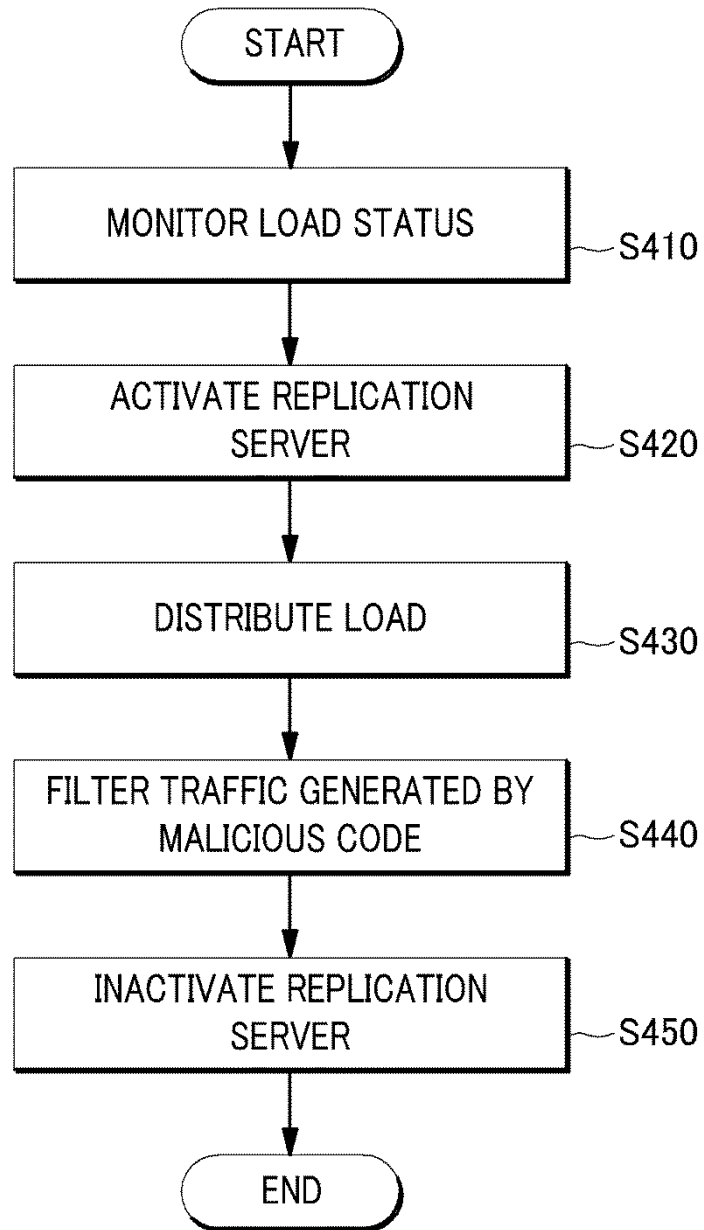 START
MONITOR LOAD STATUS
S410
ACTIVATE REPLICATION
SERVER
S420
DISTRIBUTE LOAD
S430
FILTER TRAFFIC GENERATED BY
MALICIOUS CODE
S440
INACTIVATE REPLICATION
SERVER
S450
END